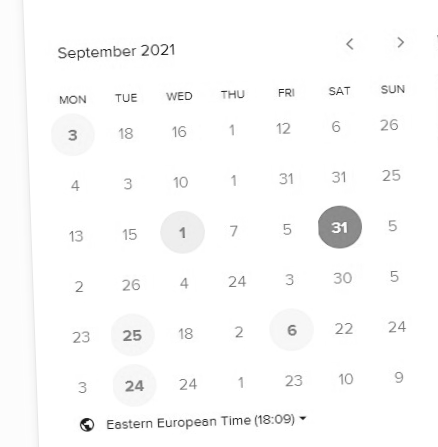 September 2021 < >
MON TUE WED THU FRI SAT SUN
3 18 16 1 12 6 26
4 3 10 1 31 31 25
13 15 1 7 5 31 5
2 26 4 24 3 30 5
23 25 18 2 6 22 24
3 24 24 1 23 10 9
Eastern European Time (18:09)